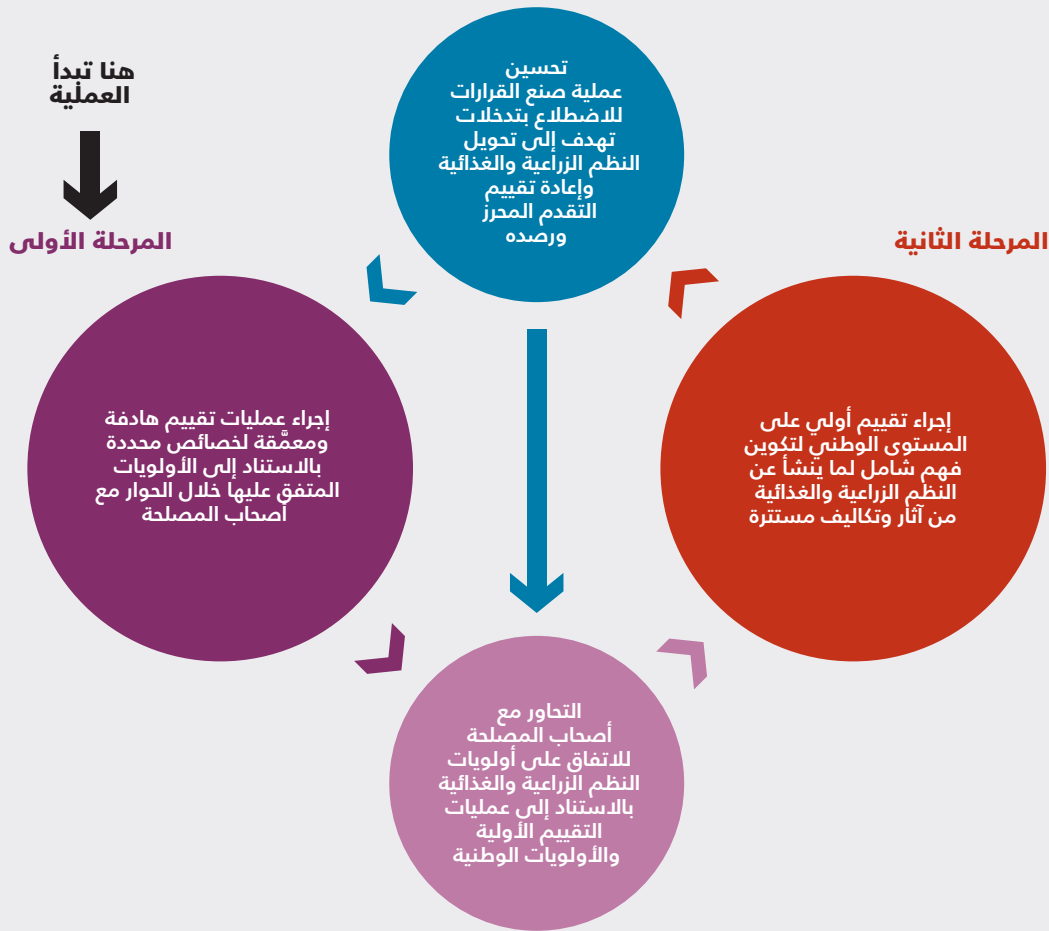 هنا تبدأ
العملية
المرحلة الأولى
تحسين
عملية صنع القرارات
للاضطلاع بتدخلات
تهدف إلى تحويل
النظم الزراعية والغذائية
وإعادة تقييم
التقدم المحرز
ورصده
المرحلة الثانية
إجراء عمليات تقييم هادفة
ومعمَّقة لخصائص محددة
بالاستناد إلى الأولويات
المتفق عليها خلال الحوار مع
أصحاب المصلحة
إجراء تقييم أولي على
المستوى الوطني لتكوين
فهم شامل لما ينشأ عن
النظم الزراعية والغذائية
من آثار وتكاليف مستترة
التحاور مع
أصحاب المصلحة
للاتفاق على أولويات
النظم الزراعية والغذائية
بالاستناد إلى عمليات
التقييم الأولية
والأولويات الوطنية